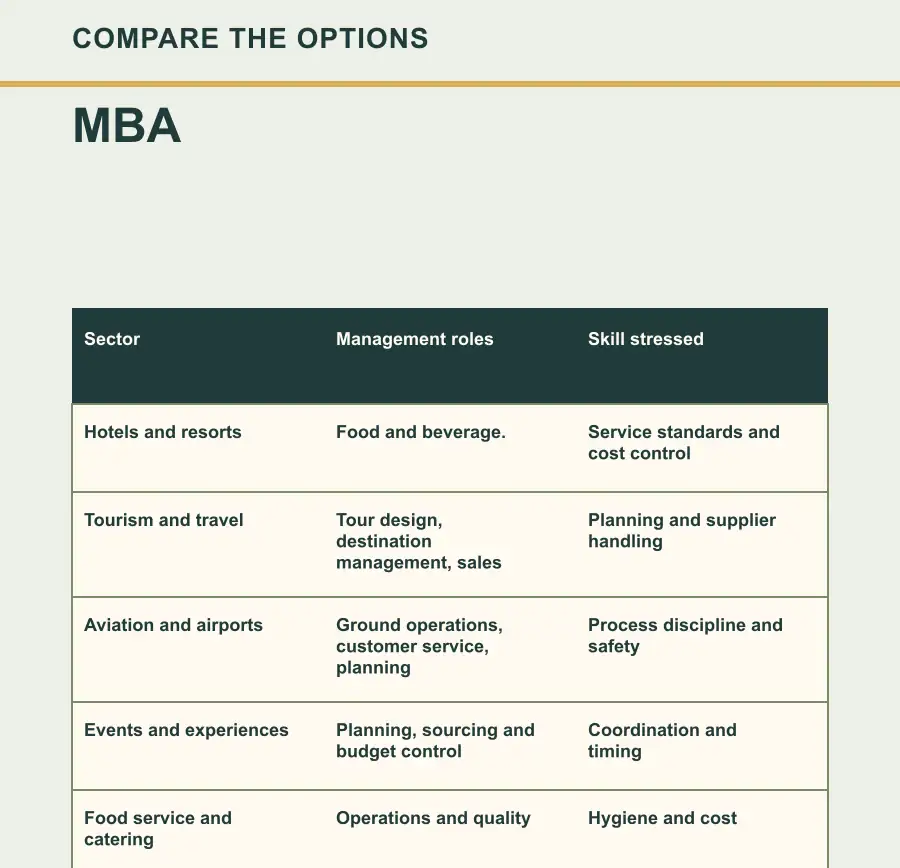 COMPARE THE OPTIONS
MBA
Sector
Management roles
Skill stressed
Hotels and resorts
Food and beverage.
Service standards and
cost control
Tourism and travel
Tour design,
destination
management, sales
Planning and supplier
handling
Aviation and airports
Ground operations,
customer service,
planning
Process discipline and
safety
Events and experiences
Planning, sourcing and
budget control
Coordination and
timing
Food service and
catering
Operations and quality
Hygiene and cost